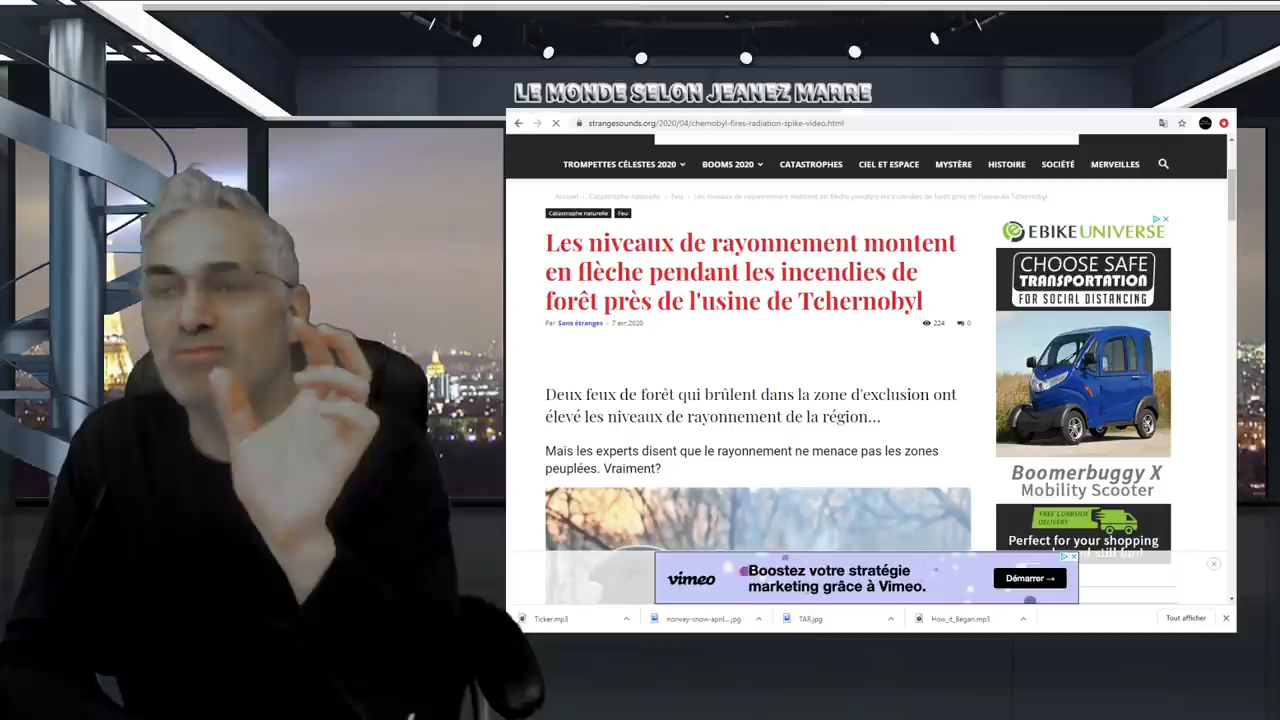 LE MONDE SELON JEANEZ MARRE
strangesounds.org/2020/04/chernobyl-fires-radiation-spike-video.html
TROMPETTES CÉLESTES 2020 BOOMS 2020 CATASTROPHES CIEL ET ESPACE MYSTÈRE HISTOIRE SOCIÉTÉ MERVEILLES
Accueil › Catastrophe naturelle › Feu › Les niveaux de rayonnement montent en flèche pendant les incendies de forêt près de l'usine de Tchernobyl
Catastrophe naturelle Feu
Les niveaux de rayonnement montent
en flèche pendant les incendies de
forêt près de l'usine de Tchernobyl
Par Sons étranges - 7 avr.2020 224 0
Deux feux de forêt qui brûlent dans la zone d'exclusion ont
élevé les niveaux de rayonnement de la région...
Mais les experts disent que le rayonnement ne menace pas les zones
peuplées. Vraiment?
EBIKE UNIVERSE
CHOOSE SAFE
TRANSPORTATION
FOR SOCIAL DISTANCING
Boomerbuggy X
Mobility Scooter
FREE CURBSIDE
DELIVERY
Perfect for your shopping
vimeo
Boostez votre stratégie
marketing grâce à Vimeo.
Démarrer →
Ticker.mp3 norway-snow-april....jpg TAR.jpg How_it_Began.mp3 Tout afficher